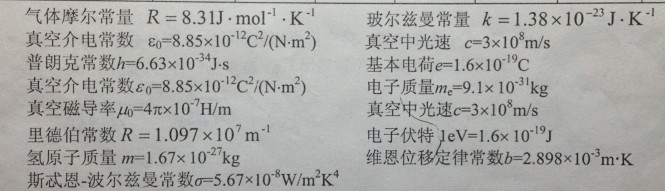 气体摩尔常量 R = 8.31J · mol⁻¹ · K⁻¹ 玻尔兹曼常量 k = 1.38×10⁻²³ J · K⁻¹
真空介电常数 ε₀=8.85×10⁻¹²C²/(N·m²) 真空中光速 c=3×10⁸m/s
普朗克常数h=6.63×10⁻³⁴J·s 基本电荷e=1.6×10⁻¹⁹C
真空介电常数ε₀=8.85×10⁻¹²C²/(N·m²) 电子质量mₑ=9.1×10⁻³¹kg
真空磁导率μ₀=4π×10⁻⁷H/m 真空中光速c=3×10⁸m/s
里德伯常数 R = 1.097×10⁷ m⁻¹ 电子伏特 1eV=1.6×10⁻¹⁹J
氢原子质量 m=1.67×10⁻²⁷kg 维恩位移定律常数b=2.898×10⁻³m·K
斯忒恩-波尔兹曼常数σ=5.67×10⁻⁸W/m²K⁴